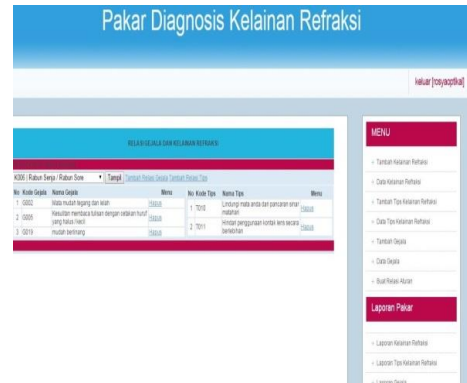 Pakar Diagnosis Kelainan Refraksi
keluar [rosyaoptikal]
RELASI GEJALA DAN KELAINAN REFRAKSI
K006 | Rabun Senja / Rabun Sore Tampil Tambah Relasi Gejala Tambah Relasi Tips
No Kode Gejala Nama Gejala Menu
1 G002 Mata mudah tegang dan lelah Hapus
2 G005 Kesulitan membaca tulisan dengan cetakan huruf yang halus / kecil Hapus
3 G019 mudah berlinang Hapus
No Kode Tips Nama Tips Menu
1 T010 Lindungi mata anda dari pancaran sinar matahari Hapus
2 T011 Hindari penggunaan kontak lens secara berlebihan Hapus
MENU
Tambah Kelainan Refraksi
Data Kelainan Refraksi
Tambah Tips Kelainan Refraksi
Data Tips Kelainan Refraksi
Tambah Gejala
Data Gejala
Buat Relasi Aturan
Laporan Pakar
Laporan Kelainan Refraksi
Laporan Tips Kelainan Refraksi
Laporan Gejala